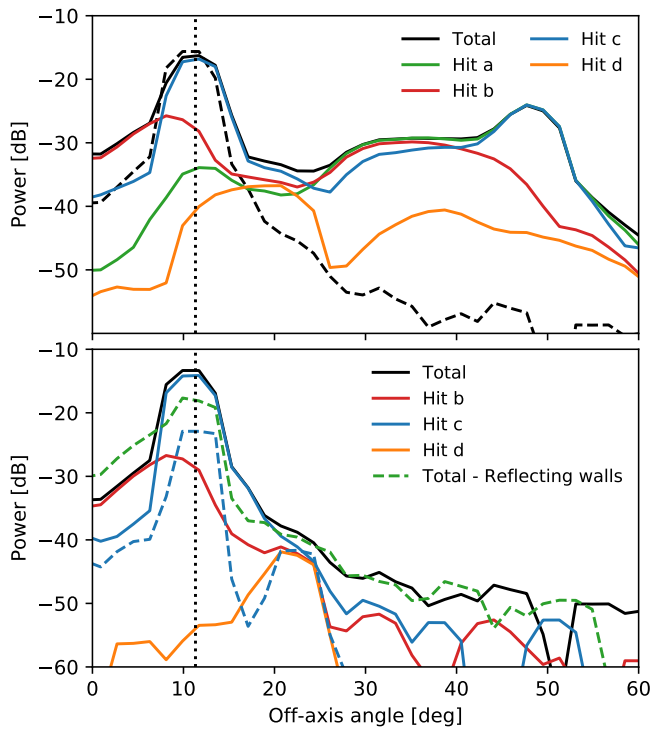 −10
−20
−30
−40
−50
Power [dB]
Total
Hit a
Hit b
Hit c
Hit d
−10
−20
−30
−40
−50
−60
Power [dB]
Total
Hit b
Hit c
Hit d
Total - Reflecting walls
0 10 20 30 40 50 60
Off-axis angle [deg]